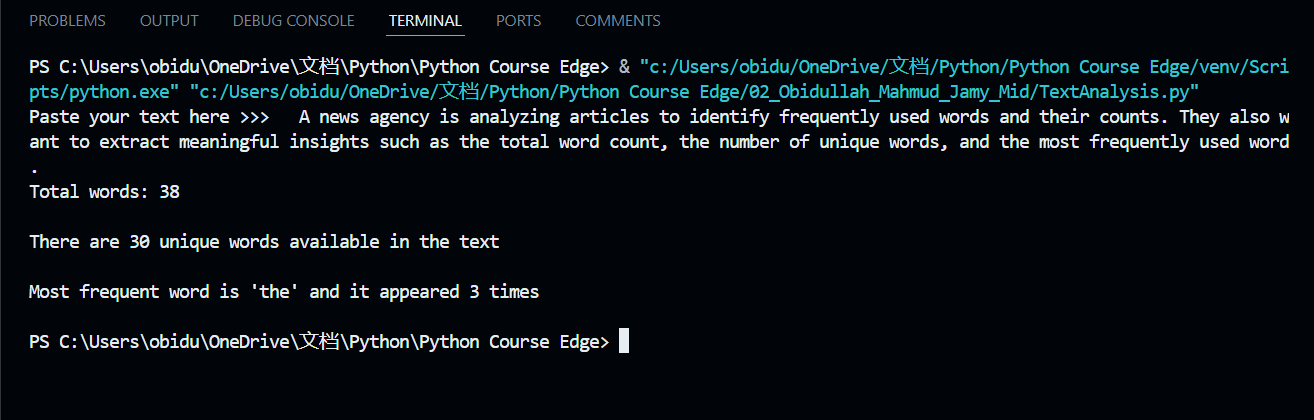 PROBLEMS OUTPUT DEBUG CONSOLE TERMINAL PORTS COMMENTS
PS C:\Users\obidu\OneDrive\文档\Python\Python Course Edge> & "c:/Users/obidu/OneDrive/文档/Python/Python Course Edge/venv/Scri
pts/python.exe" "c:/Users/obidu/OneDrive/文档/Python/Python Course Edge/02_Obidullah_Mahmud_Jamy_Mid/TextAnalysis.py"
Paste your text here >>>   A news agency is analyzing articles to identify frequently used words and their counts. They also w
ant to extract meaningful insights such as the total word count, the number of unique words, and the most frequently used word
.
Total words: 38
There are 30 unique words available in the text
Most frequent word is 'the' and it appeared 3 times
PS C:\Users\obidu\OneDrive\文档\Python\Python Course Edge>